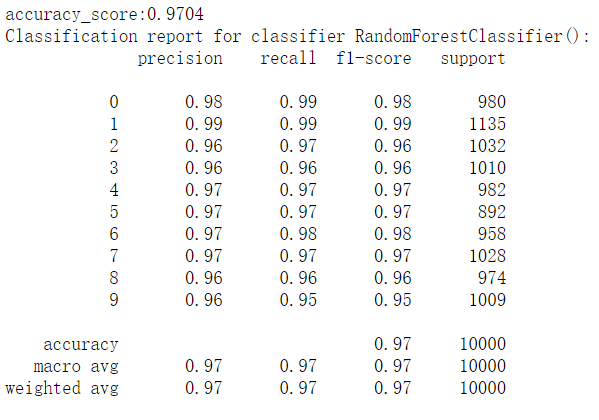 accuracy_score:0.9704
Classification report for classifier RandomForestClassifier():
precision recall f1-score support
0 0.98 0.99 0.98 980
1 0.99 0.99 0.99 1135
2 0.96 0.97 0.96 1032
3 0.96 0.96 0.96 1010
4 0.97 0.97 0.97 982
5 0.97 0.97 0.97 892
6 0.97 0.98 0.98 958
7 0.97 0.97 0.97 1028
8 0.96 0.96 0.96 974
9 0.96 0.95 0.95 1009
accuracy 0.97 10000
macro avg 0.97 0.97 0.97 10000
weighted avg 0.97 0.97 0.97 10000